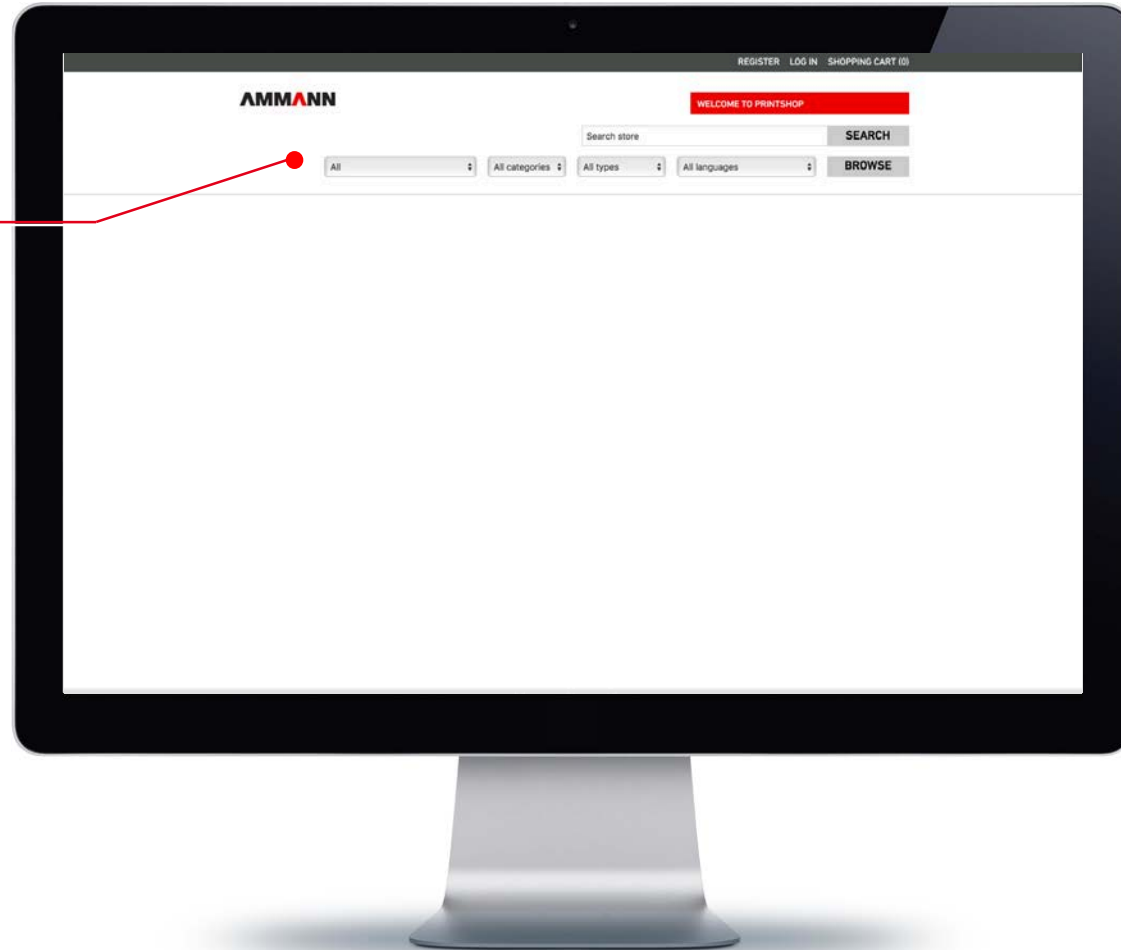 REGISTER LOG IN SHOPPING CART (0)
AMMANN
WELCOME TO PRINTSHOP
Search store SEARCH
All All categories All types All languages BROWSE